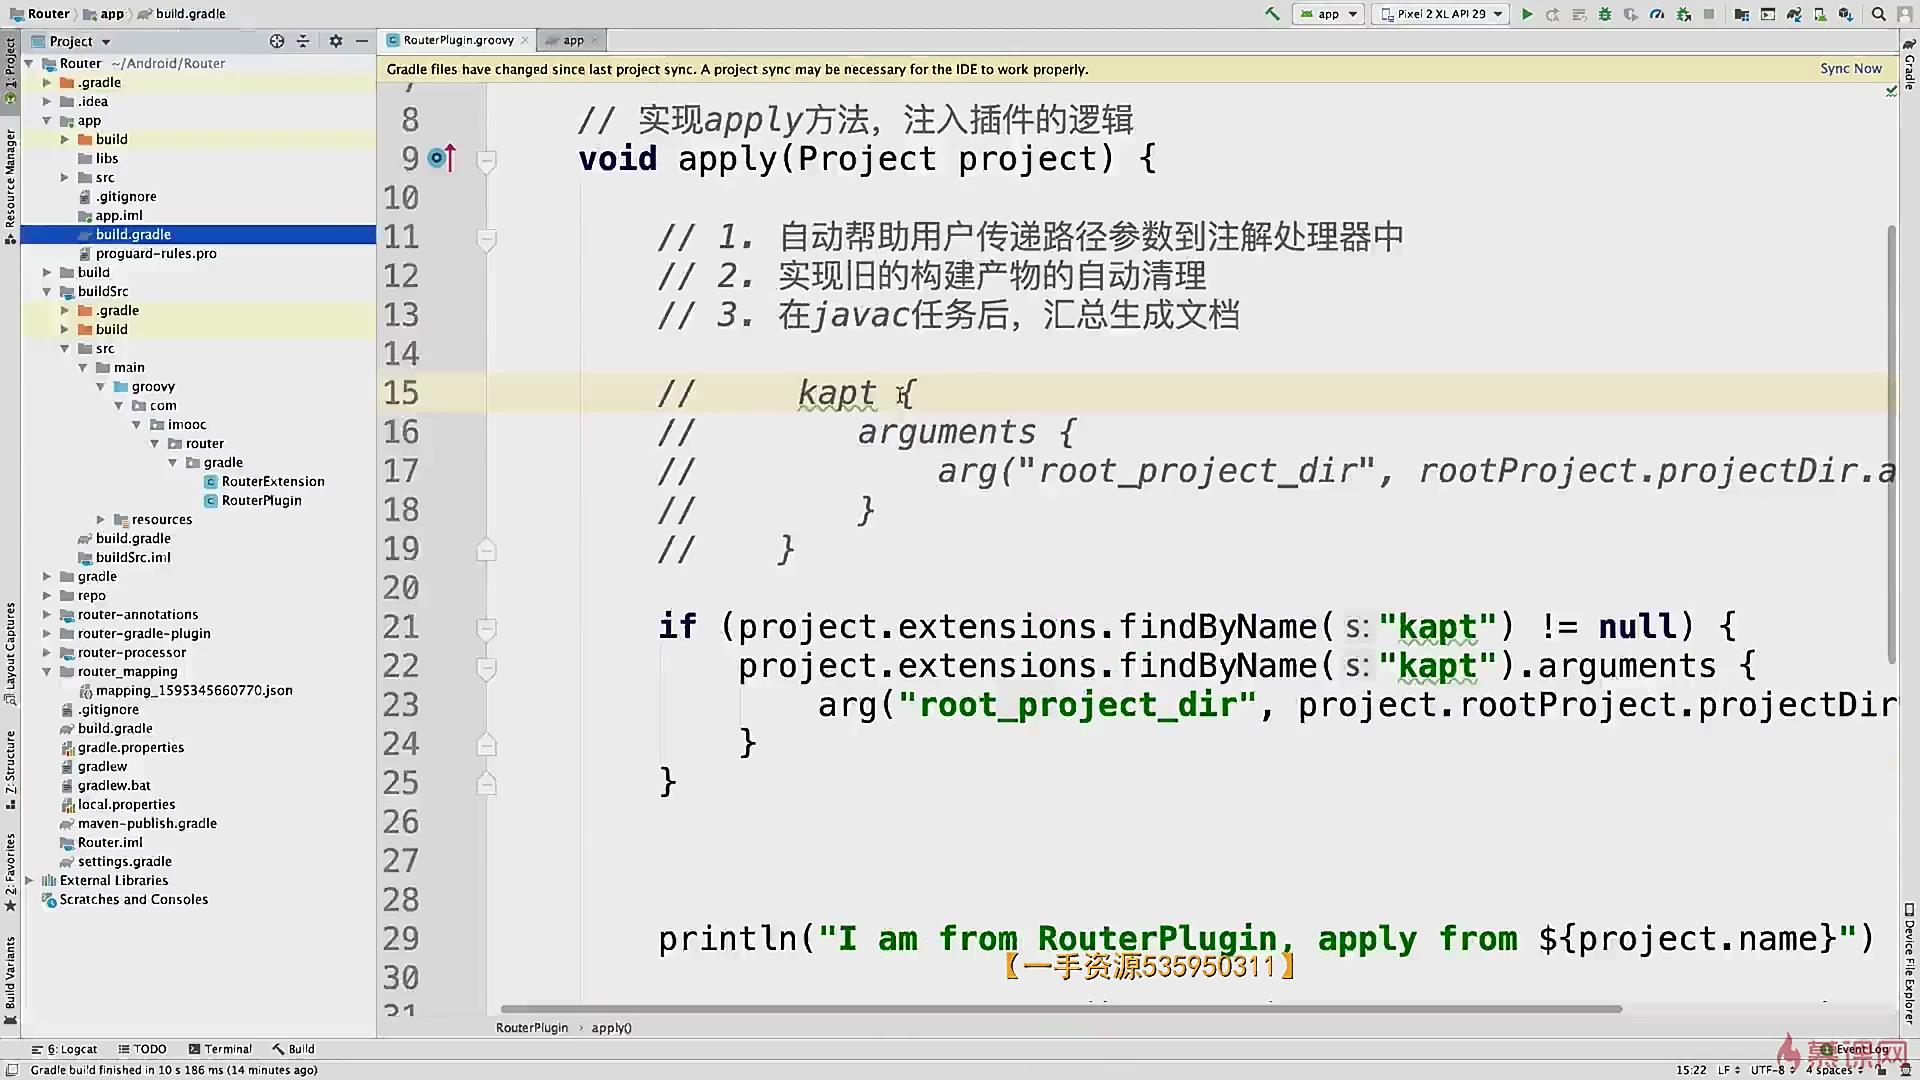 Router app build.gradle
app Pixel 2 XL API 29
Project
RouterPlugin.groovy app
Router ~/Android/Router
Gradle files have changed since last project sync. A project sync may be necessary for the IDE to work properly. Sync Now
.gradle
.idea
app
build
libs
src
.gitignore
app.iml
build.gradle
proguard-rules.pro
build
buildSrc
.gradle
build
src
main
groovy
com
imooc
router
gradle
RouterExtension
RouterPlugin
resources
build.gradle
buildSrc.iml
gradle
repo
router-annotations
router-gradle-plugin
router-processor
router_mapping
mapping_1595345660770.json
.gitignore
build.gradle
gradle.properties
gradlew
gradlew.bat
local.properties
maven-publish.gradle
Router.iml
settings.gradle
External Libraries
Scratches and Consoles
1: Project
Resource Manager
Layout Captures
Z: Structure
2: Favorites
Build Variants
8 // 实现apply方法，注入插件的逻辑
9 void apply(Project project) {
10
11 // 1. 自动帮助用户传递路径参数到注解处理器中
12 // 2. 实现旧的构建产物的自动清理
13 // 3. 在javac任务后，汇总生成文档
14
15 // kapt {
16 // arguments {
17 // arg("root_project_dir", rootProject.projectDir.a
18 // }
19 // }
20
21 if (project.extensions.findByName( s: "kapt") != null) {
22 project.extensions.findByName( s: "kapt").arguments {
23 arg("root_project_dir", project.rootProject.projectDir
24 }
25 }
26
27
28
29 println("I am from RouterPlugin, apply from ${project.name}")
30
31
【一手资源535950311】
RouterPlugin › apply()
Gradle
Device File Explorer
6: Logcat TODO Terminal Build
Event Log
慕课网
Gradle build finished in 10 s 186 ms (14 minutes ago)
15:22 LF UTF-8 4 spaces